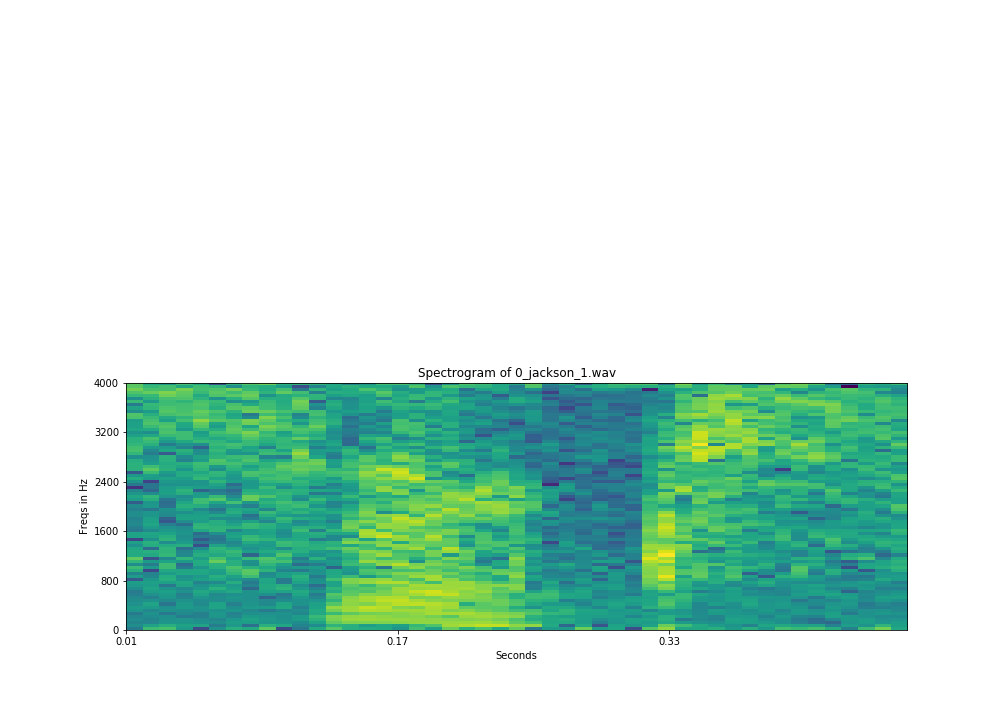 Spectrogram of 0_jackson_1.wav
4000
3200
2400
1600
800
0
Freqs in Hz
0.01 0.17 0.33
Seconds